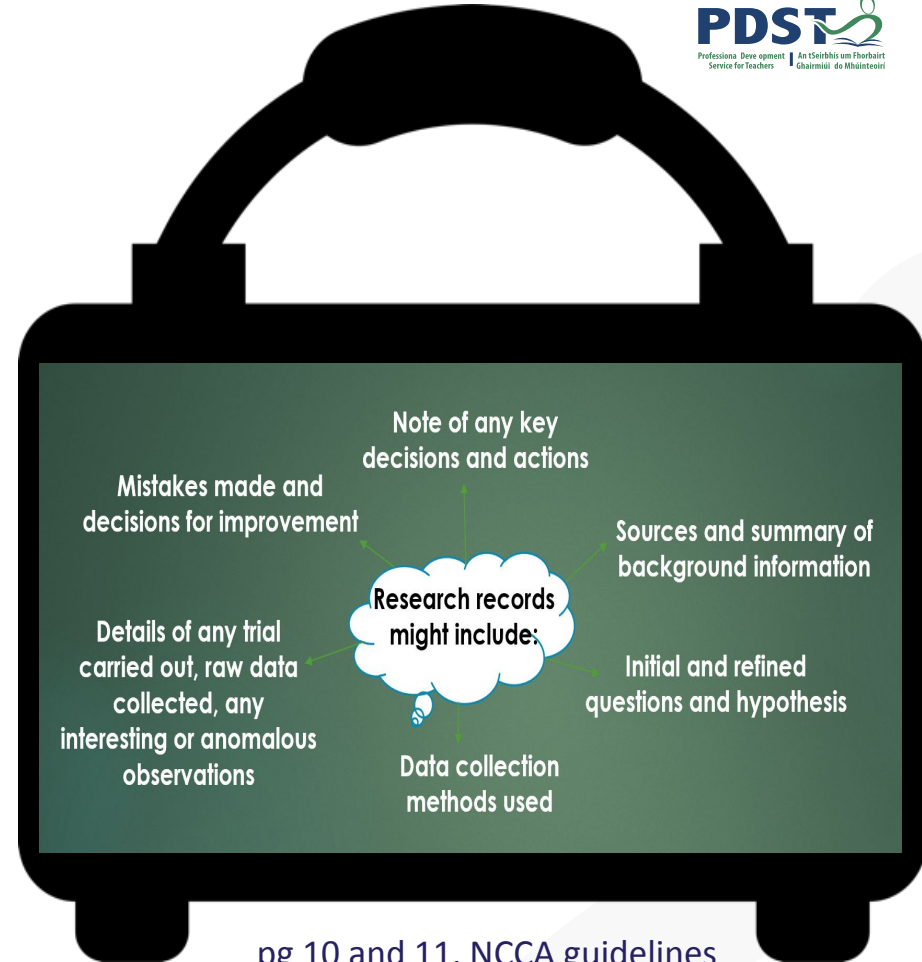 PDST
Professiona Deve opment
Service for Teachers
An tSeirbhís um Fhorbairt
Ghairmiúi do Mhúinteoirí
Note of any key
decisions and actions
Mistakes made and
decisions for improvement
Sources and summary of
background information
Research records
might include:
Details of any trial
carried out, raw data
collected, any
interesting or anomalous
observations
Initial and refined
questions and hypothesis
Data collection
methods used
pg 10 and 11, NCCA guidelines